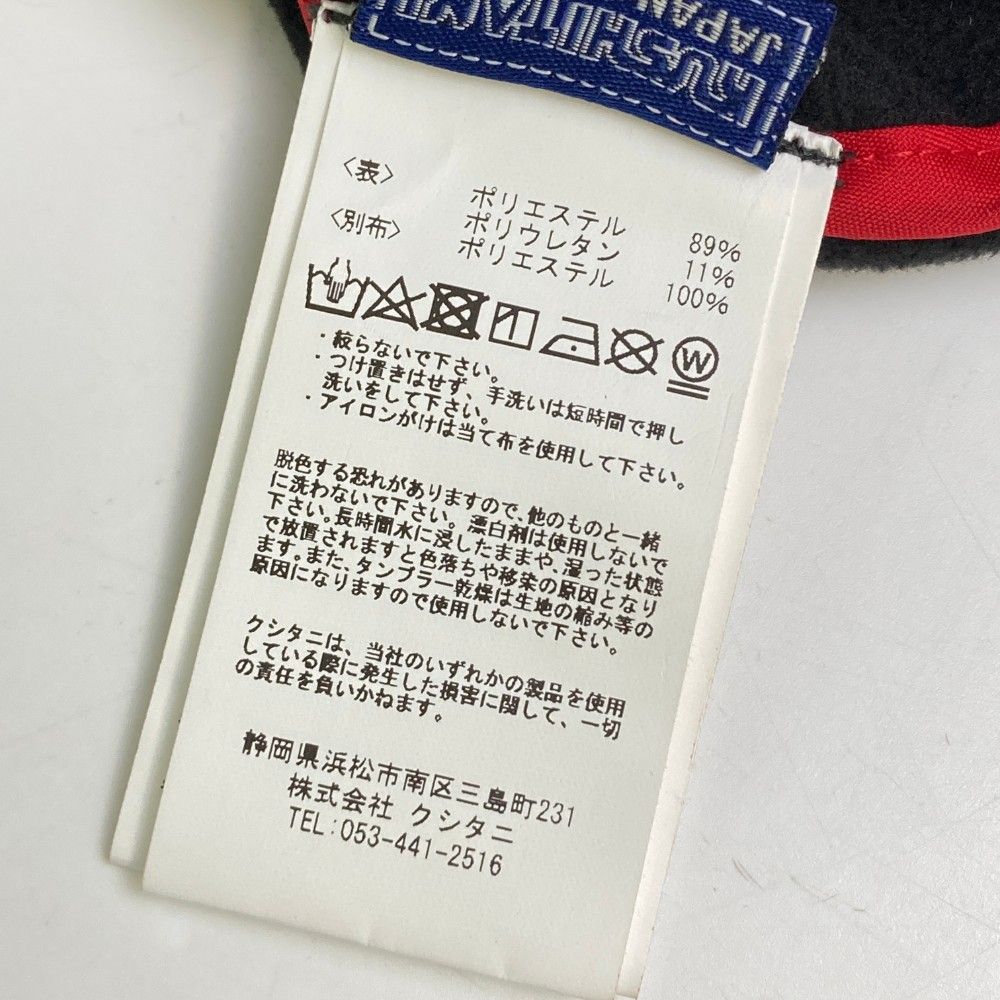 KUSHITANI
JAPAN
〈表〉 ポリエステル 89%
ポリウレタン 11%
〈別布〉 ポリエステル 100%
W
・絞らないで下さい。
・つけ置きはせず、手洗いは短時間で押し
洗いをして下さい。
・アイロンがけは当て布を使用して下さい。
脱色する恐れがありますので、他のものと一緒
に洗わないで下さい。漂白剤は使用しないで
下さい。長時間水に浸したままや、湿った状態
で放置されますと色落ちや移染の原因となり
ます。また、タンブラー乾燥は生地の縮み等の
原因になりますので使用しないで下さい。
クシタニは、当社のいずれかの製品を使用
している際に発生した損害に関して、一切
の責任を負いかねます。
静岡県浜松市南区三島町231
株式会社 クシタニ
TEL:053-441-2516